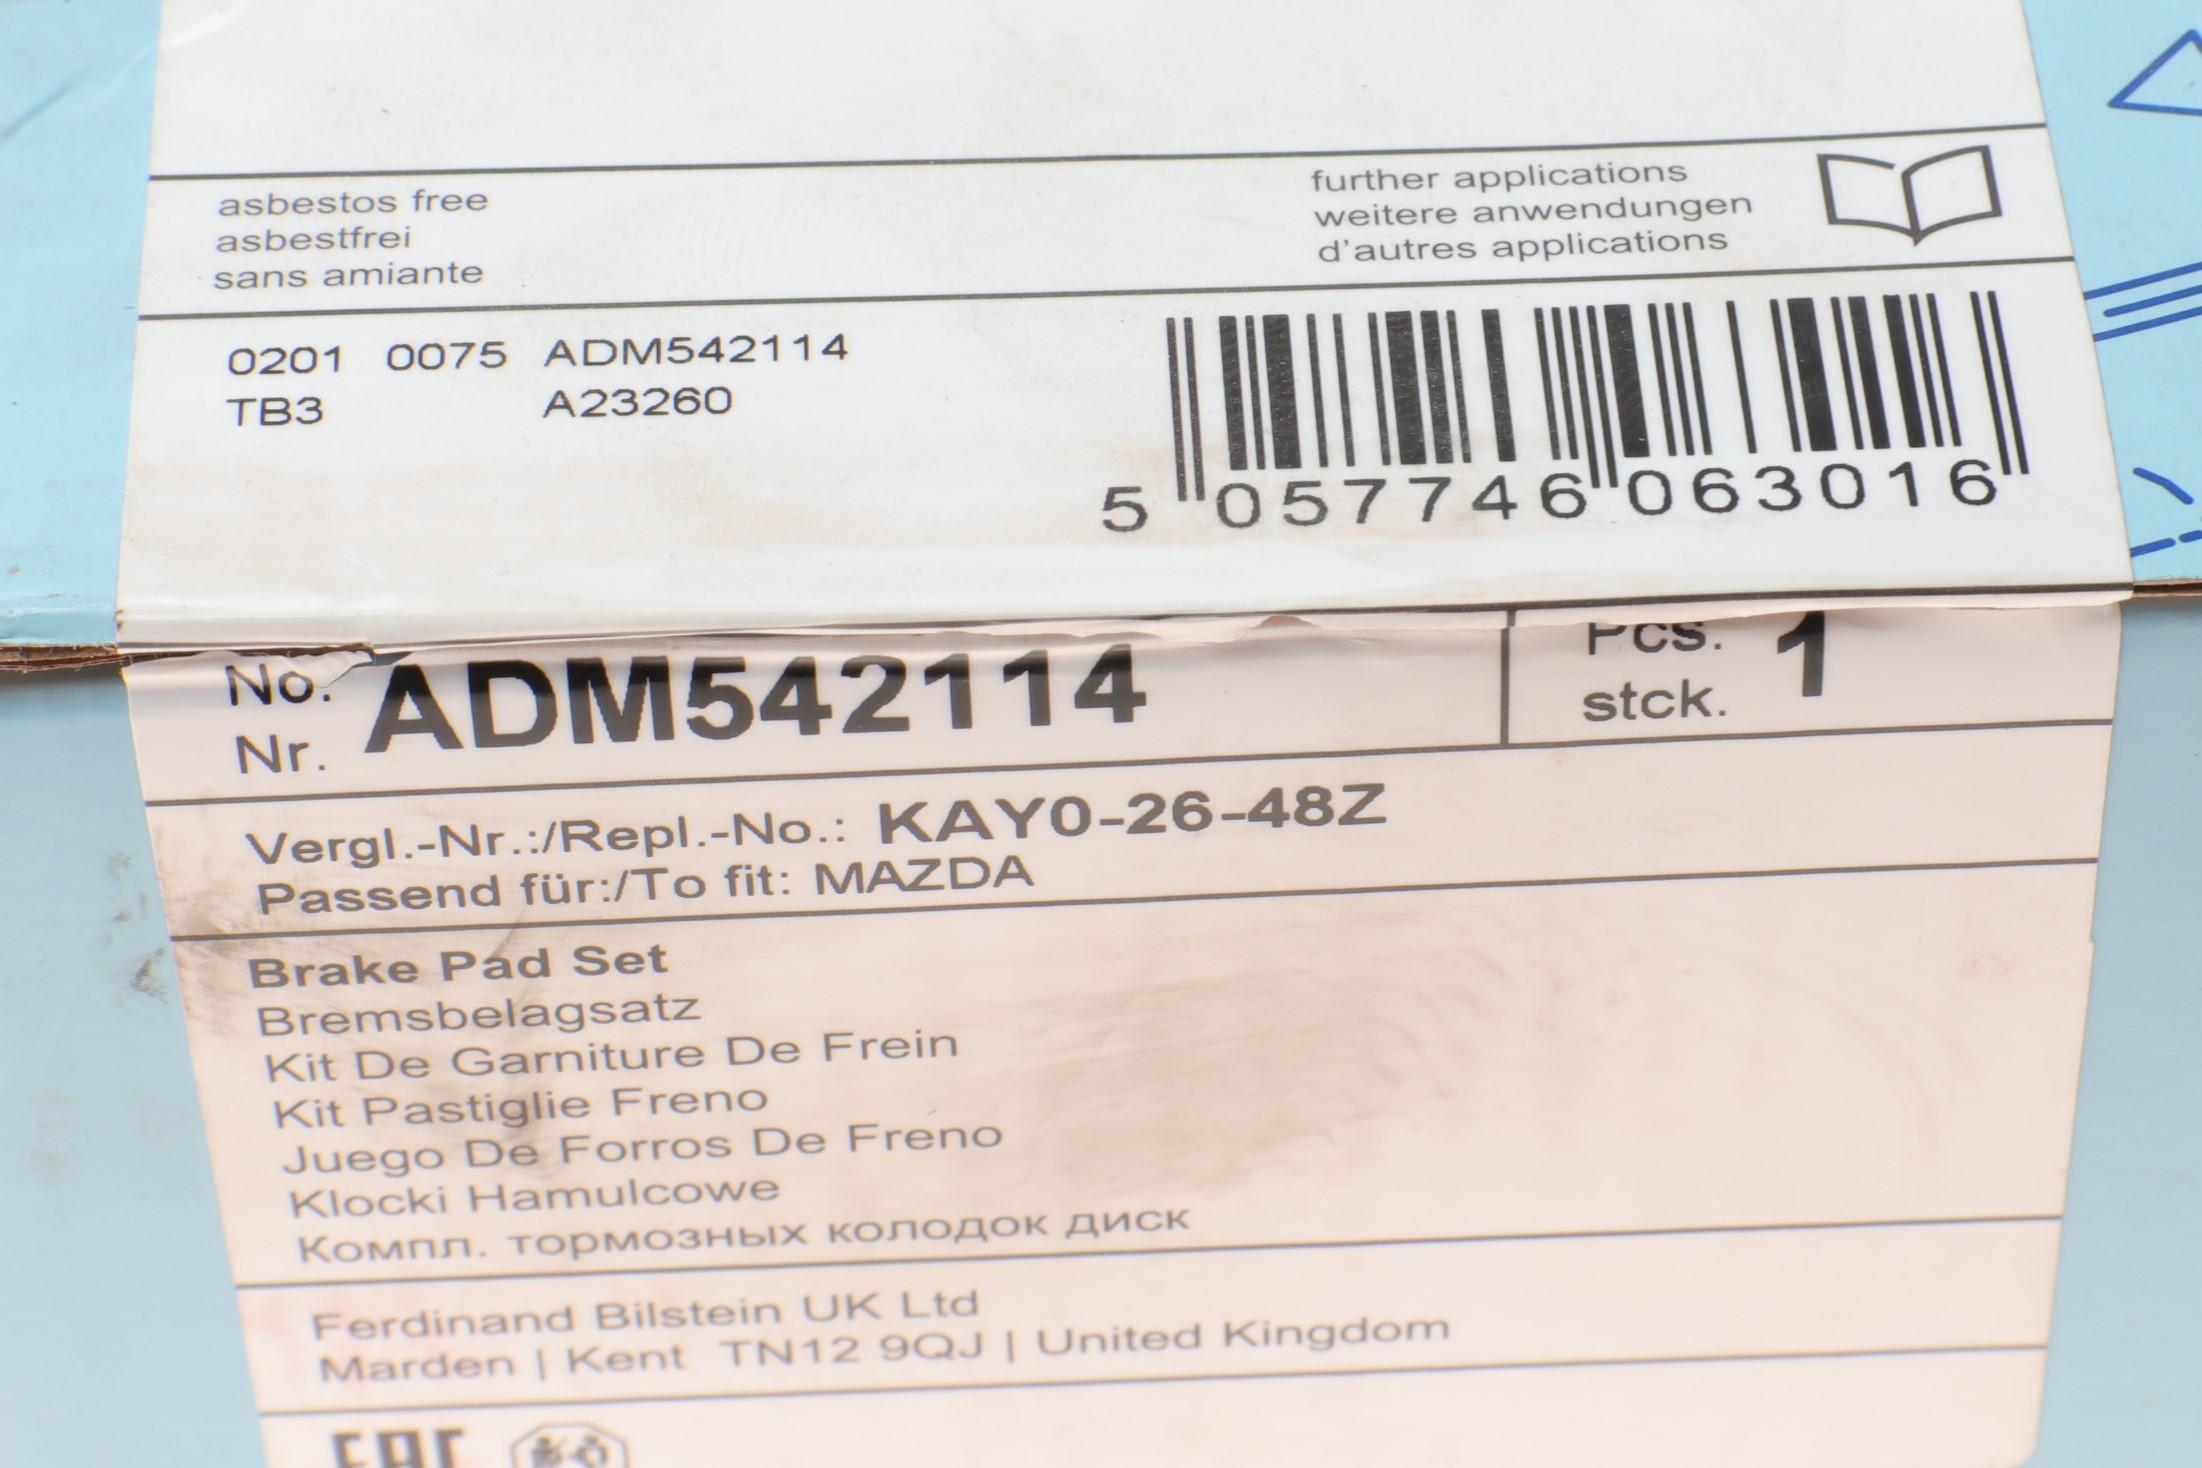 asbestos free
asbestfrei
sans amiante
further applications
weitere anwendungen
d'autres applications
0201 0075 ADM542114
TB3 A23260
5 057746 063016
No. Nr. ADM542114
Pcs. stck. 1
Vergl.-Nr.:/Repl.-No.: KAY0-26-48Z
Passend für:/To fit: MAZDA
Brake Pad Set
Bremsbelagsatz
Kit De Garniture De Frein
Kit Pastiglie Freno
Juego De Forros De Freno
Klocki Hamulcowe
Компл. тормозных колодок диск
Ferdinand Bilstein UK Ltd
Marden | Kent TN12 9QJ | United Kingdom
EAC